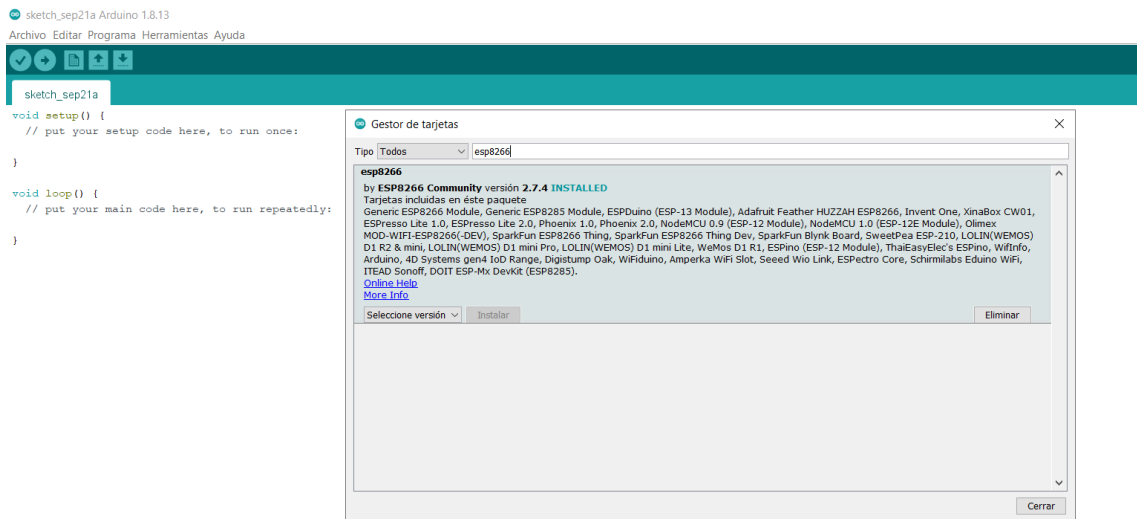 sketch_sep21a Arduino 1.8.13
Archivo Editar Programa Herramientas Ayuda
sketch_sep21a
void setup() {
// put your setup code here, to run once:
}
void loop() {
// put your main code here, to run repeatedly:
}
Gestor de tarjetas
Tipo Todos esp8266
esp8266
by ESP8266 Community versión 2.7.4 INSTALLED
Tarjetas incluidas en éste paquete
Generic ESP8266 Module, Generic ESP8285 Module, ESPDuino (ESP-13 Module), Adafruit Feather HUZZAH ESP8266, Invent One, XinaBox CW01,
ESPresso Lite 1.0, ESPresso Lite 2.0, Phoenix 1.0, Phoenix 2.0, NodeMCU 0.9 (ESP-12 Module), NodeMCU 1.0 (ESP-12E Module), Olimex
MOD-WIFI-ESP8266(-DEV), SparkFun ESP8266 Thing, SparkFun ESP8266 Thing Dev, SparkFun Blynk Board, SweetPea ESP-210, LOLIN(WEMOS)
D1 R2 & mini, LOLIN(WEMOS) D1 mini Pro, LOLIN(WEMOS) D1 mini Lite, WeMos D1 R1, ESPino (ESP-12 Module), ThaiEasyElec's ESPino, WifInfo,
Arduino, 4D Systems gen4 IoD Range, Digistump Oak, WiFiduino, Amperka WiFi Slot, Seeed Wio Link, ESPectro Core, Schirmilabs Eduino WiFi,
ITEAD Sonoff, DOIT ESP-Mx DevKit (ESP8285).
Online Help
More Info
Seleccione versión Instalar Eliminar
Cerrar